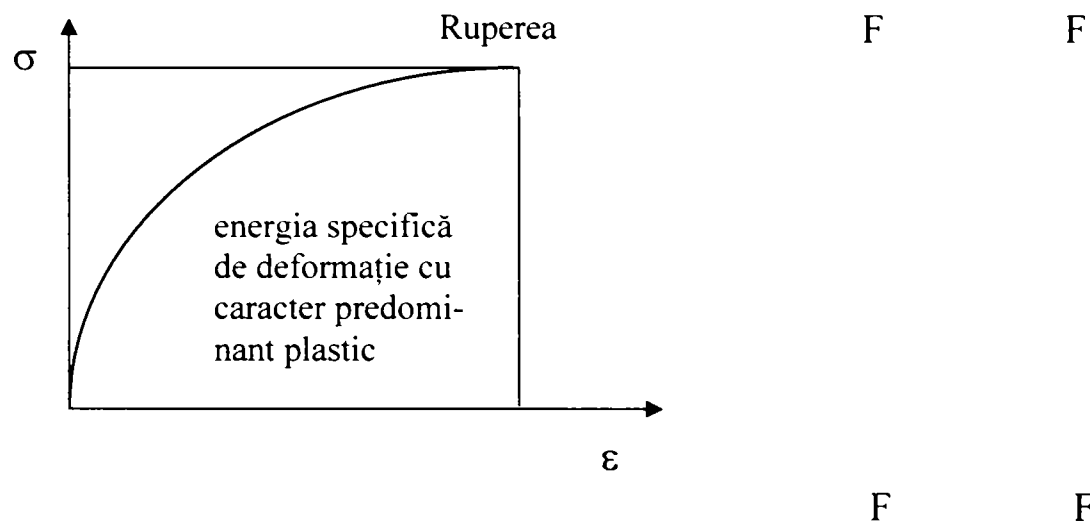 Ruperea
F F
σ
energia specifică
de deformație cu
caracter predomi-
nant plastic
ε
F F